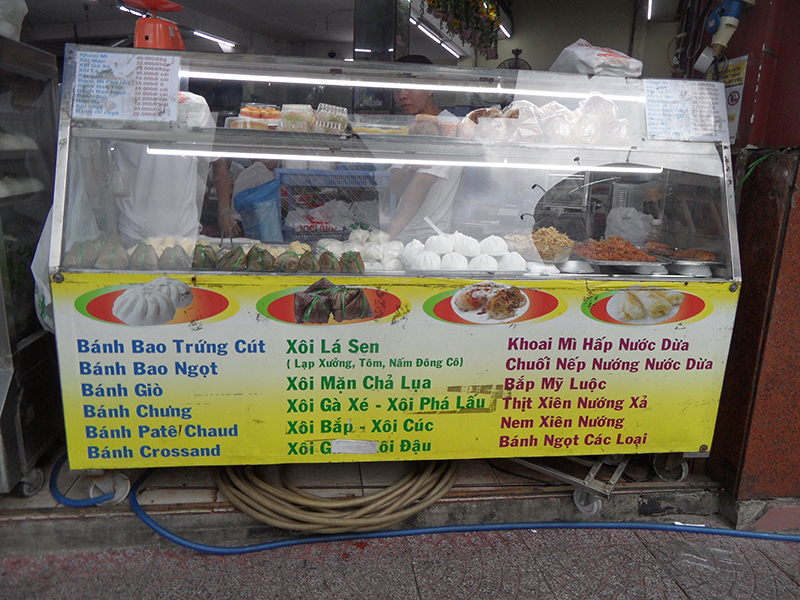 Khoai Mì
Bánh Bao Trứng Cút
Bánh Bao Ngọt
Bánh Giò
Bánh Chưng
Bánh Patê Chaud
Bánh Crossand
Xôi Lá Sen
( Lạp Xưởng, Tôm, Nấm Đông Cô)
Xôi Mặn Chả Lụa
Xôi Gà Xé - Xôi Phá Lấu
Xôi Bắp - Xôi Cúc
Xôi G ôi Đậu
Khoai Mì Hấp Nước Dừa
Chuối Nếp Nướng Nước Dừa
Bắp Mỹ Luộc
Thịt Xiên Nướng Xả
Nem Xiên Nướng
Bánh Ngọt Các Loại